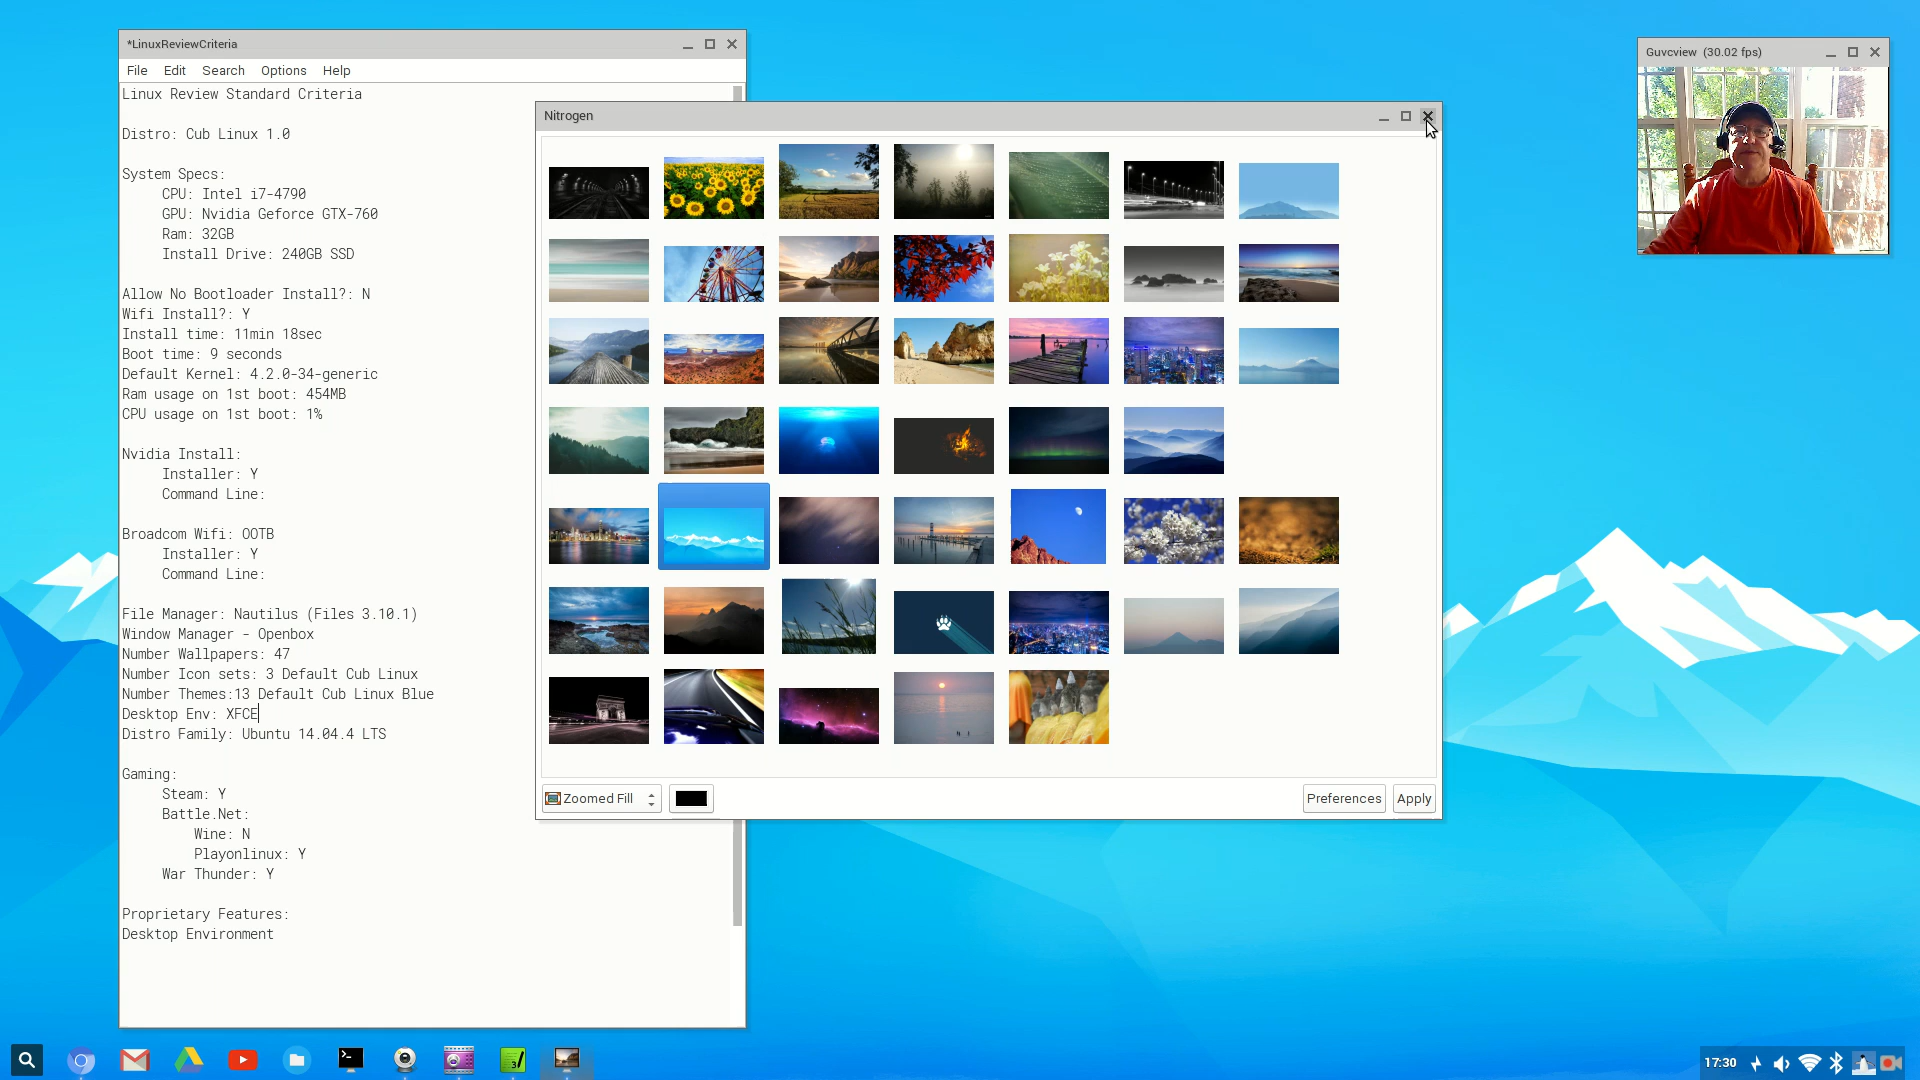 *LinuxReviewCriteria
File Edit Search Options Help
Linux Review Standard Criteria
Distro: Cub Linux 1.0
System Specs:
CPU: Intel i7-4790
GPU: Nvidia Geforce GTX-760
Ram: 32GB
Install Drive: 240GB SSD
Allow No Bootloader Install?: N
Wifi Install?: Y
Install time: 11min 18sec
Boot time: 9 seconds
Default Kernel: 4.2.0-34-generic
Ram usage on 1st boot: 454MB
CPU usage on 1st boot: 1%
Nvidia Install:
Installer: Y
Command Line:
Broadcom Wifi: OOTB
Installer: Y
Command Line:
File Manager: Nautilus (Files 3.10.1)
Window Manager - Openbox
Number Wallpapers: 47
Number Icon sets: 3 Default Cub Linux
Number Themes:13 Default Cub Linux Blue
Desktop Env: XFCE
Distro Family: Ubuntu 14.04.4 LTS
Gaming:
Steam: Y
Battle.Net:
Wine: N
Playonlinux: Y
War Thunder: Y
Proprietary Features:
Desktop Environment
Nitrogen
Zoomed Fill
Preferences
Apply
Guvcview (30.02 fps)
17:30